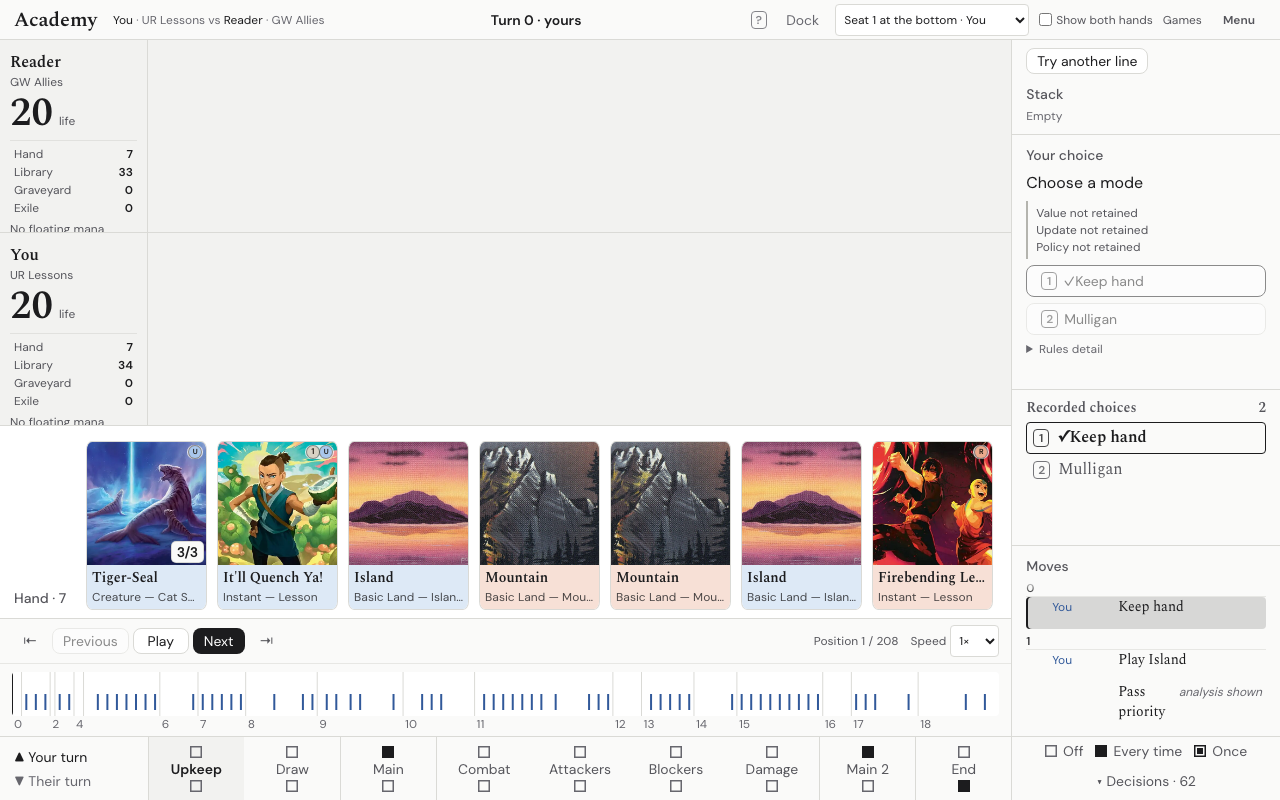 Academy You · UR Lessons vs Reader · GW Allies Turn 0 · yours ? Dock Seat 1 at the bottom · You Show both hands Games Menu
Reader
GW Allies
20 life
Hand 7
Library 33
Graveyard 0
Exile 0
No floating mana
You
UR Lessons
20 life
Hand 7
Library 34
Graveyard 0
Exile 0
No floating mana
Try another line
Stack
Empty
Your choice
Choose a mode
Value not retained
Update not retained
Policy not retained
1 ✓Keep hand
2 Mulligan
▶ Rules detail
Recorded choices 2
1 ✓Keep hand
2 Mulligan
Moves
0
You Keep hand
1
You Play Island
Pass priority analysis shown
Hand · 7
U
3/3
Tiger-Seal
Creature — Cat S…
1 U
It'll Quench Ya!
Instant — Lesson
Island
Basic Land — Islan…
Mountain
Basic Land — Mou…
Mountain
Basic Land — Mou…
Island
Basic Land — Islan…
R
Firebending Le…
Instant — Lesson
⇤ Previous Play Next ⇥ Position 1 / 208 Speed 1×
0 2 4 6 7 8 9 10 11 12 13 14 15 16 17 18
▲ Your turn
▼ Their turn
Upkeep Draw Main Combat Attackers Blockers Damage Main 2 End
Off Every time Once
▾ Decisions · 62